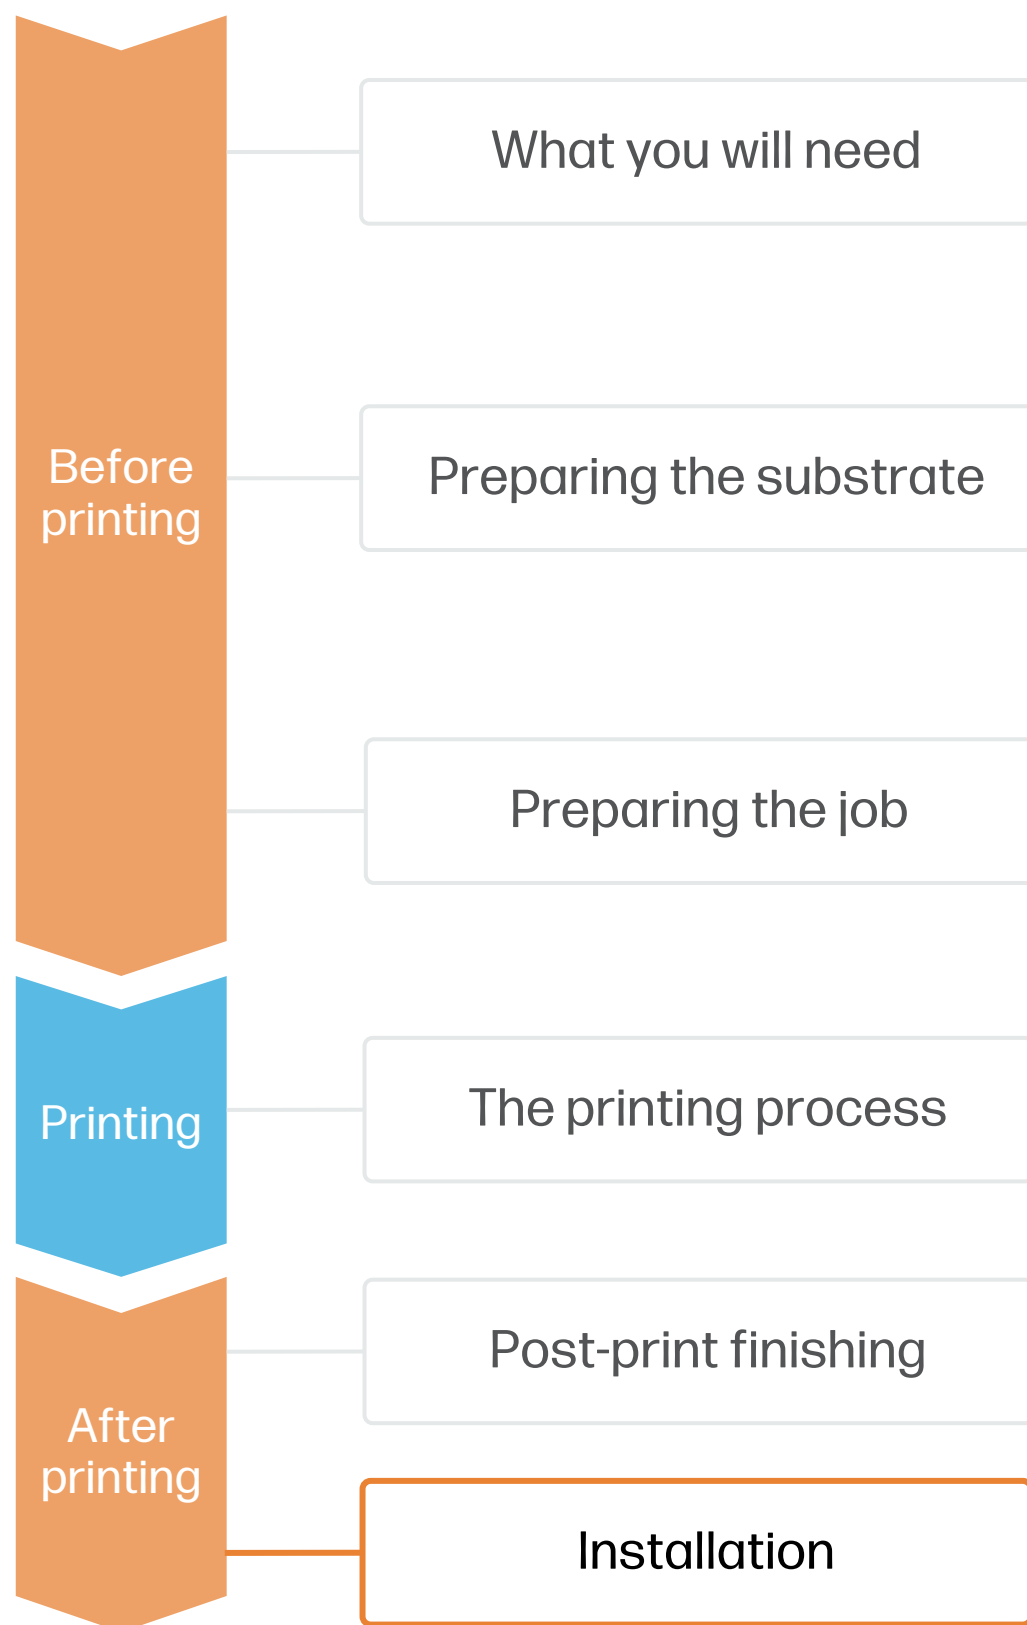 What you will need
Before
printing
Preparing the substrate
Preparing the job
Printing
The printing process
After
printing
Post-print finishing
Installation